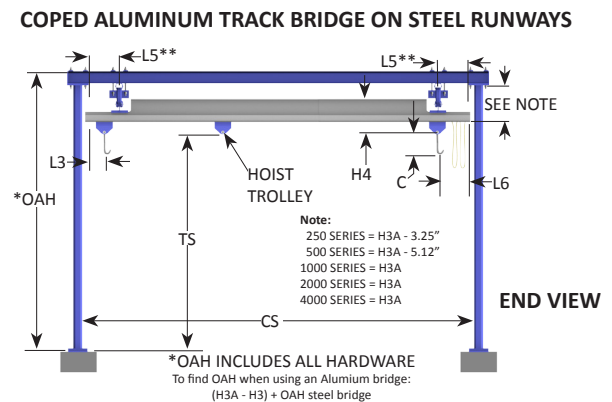 COPED ALUMINUM TRACK BRIDGE ON STEEL RUNWAYS
L5**
L5**
SEE NOTE
L3
HOIST
TROLLEY
H4
C
L6
*OAH
TS
Note:
250 SERIES = H3A - 3.25"
500 SERIES = H3A - 5.12"
1000 SERIES = H3A
2000 SERIES = H3A
4000 SERIES = H3A
END VIEW
CS
*OAH INCLUDES ALL HARDWARE
To find OAH when using an Alumium bridge:
(H3A - H3) + OAH steel bridge